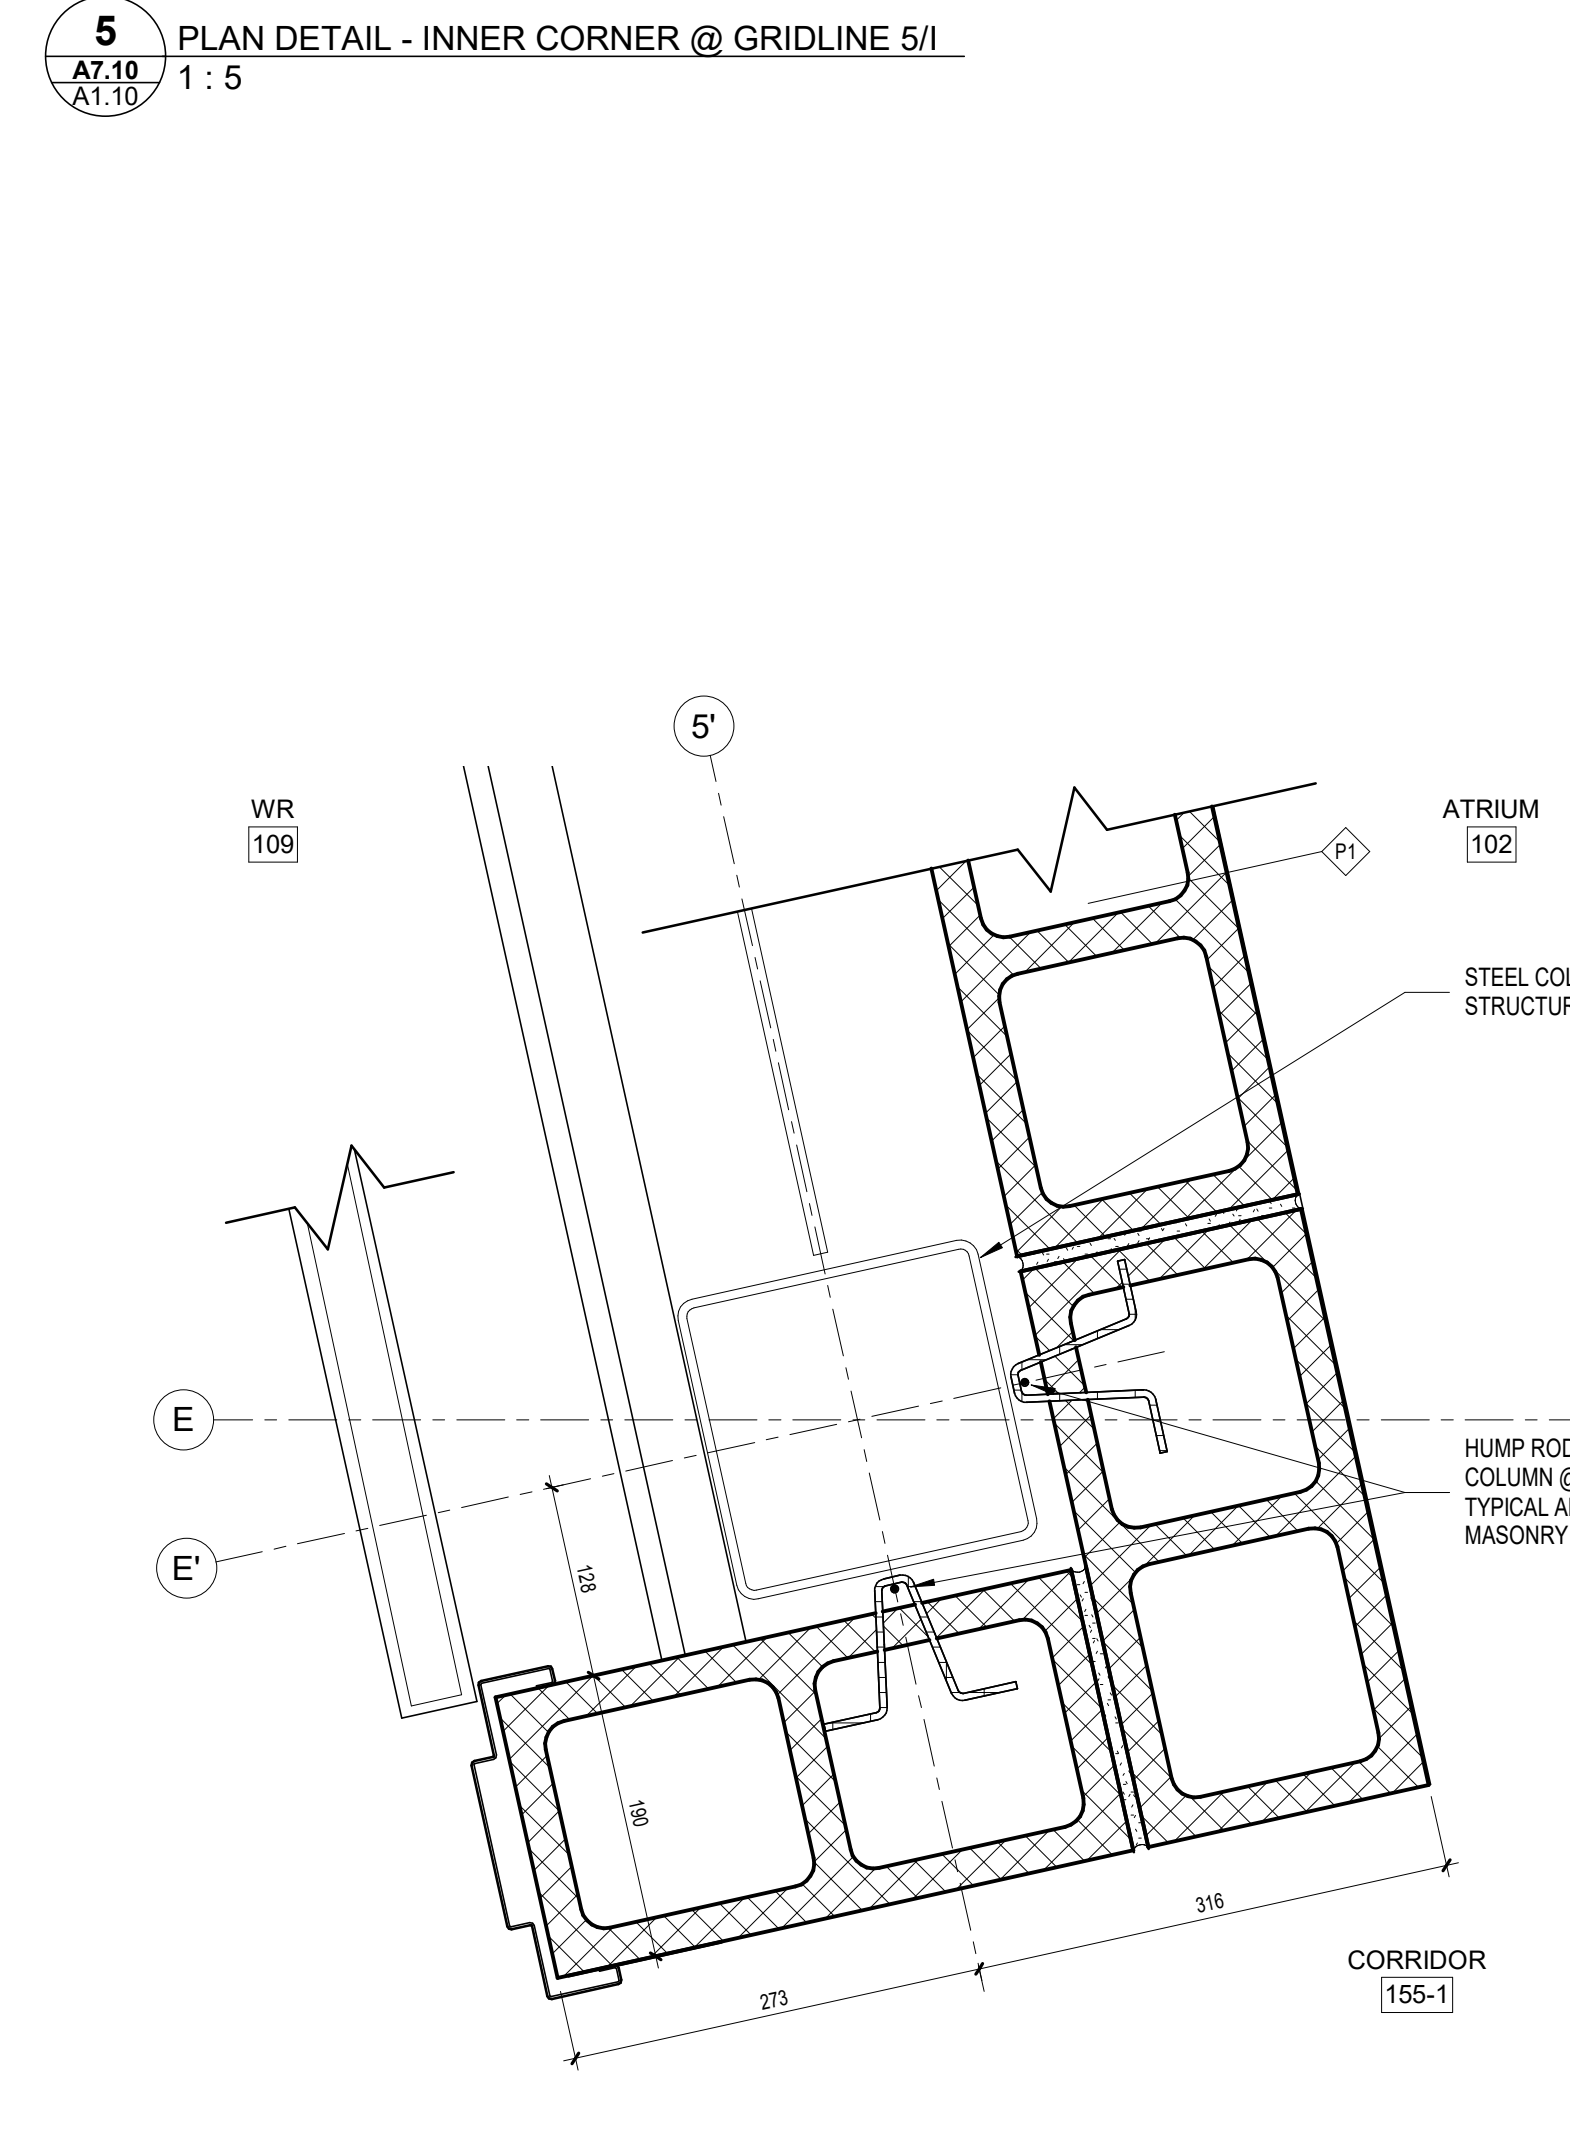 5
A7.10
A1.10
PLAN DETAIL - INNER CORNER @ GRIDLINE 5/I
1 : 5
5'
WR
109
ATRIUM
102
P1
STEEL COL
STRUCTUR
E
HUMP ROD
COLUMN @
TYPICAL A
MASONRY
E'
128
190
316
273
CORRIDOR
155-1